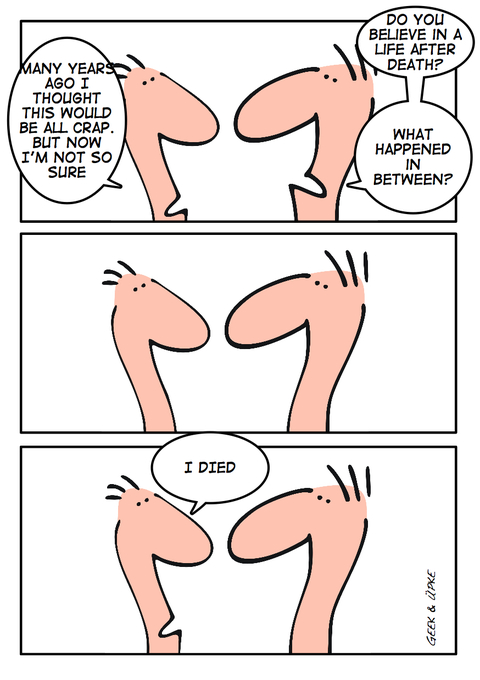 DO YOU
BELIEVE IN A
LIFE AFTER
DEATH?
MANY YEARS
AGO I
THOUGHT
THIS WOULD
BE ALL CRAP.
BUT NOW
I'M NOT SO
SURE
WHAT
HAPPENED
IN
BETWEEN?
I DIED
GEEK & ÜPKE